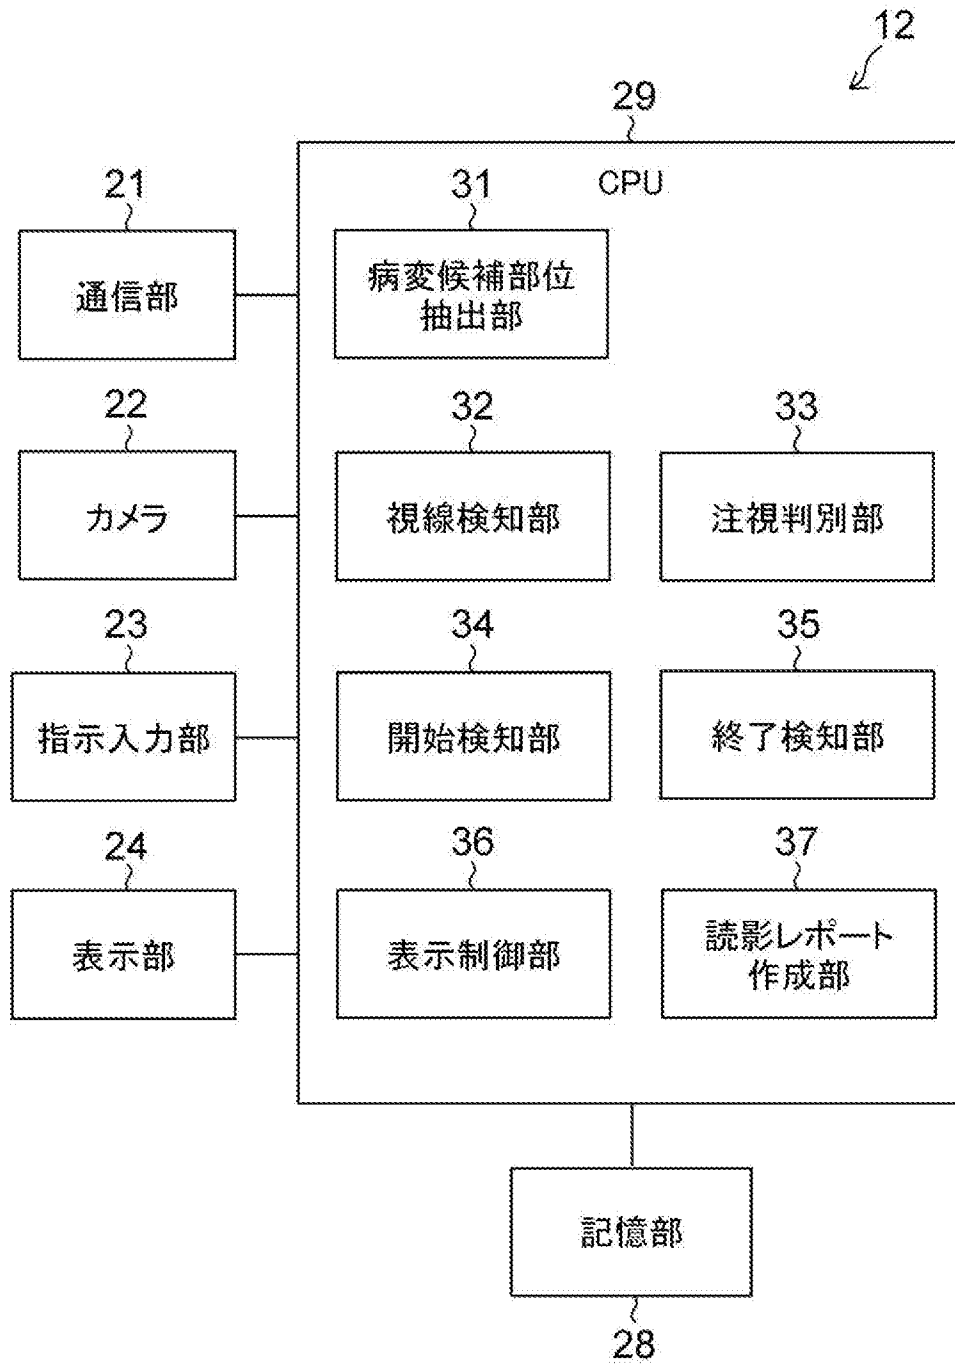 12
29
CPU
21
通信部
31
病変候補部位
抽出部
22
カメラ
32
視線検知部
33
注視判別部
23
指示入力部
34
開始検知部
35
終了検知部
24
表示部
36
表示制御部
37
読影レポート
作成部
記憶部
28